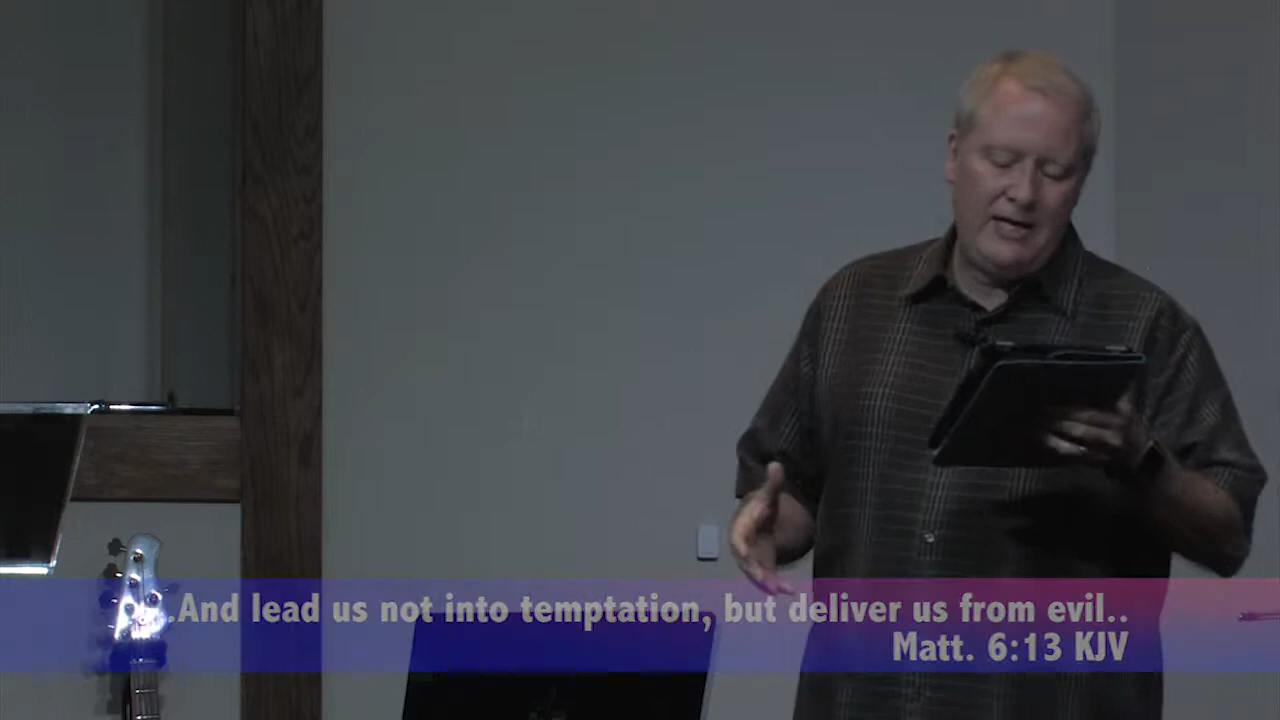 ..And lead us not into temptation, but deliver us from evil..
Matt. 6:13 KJV